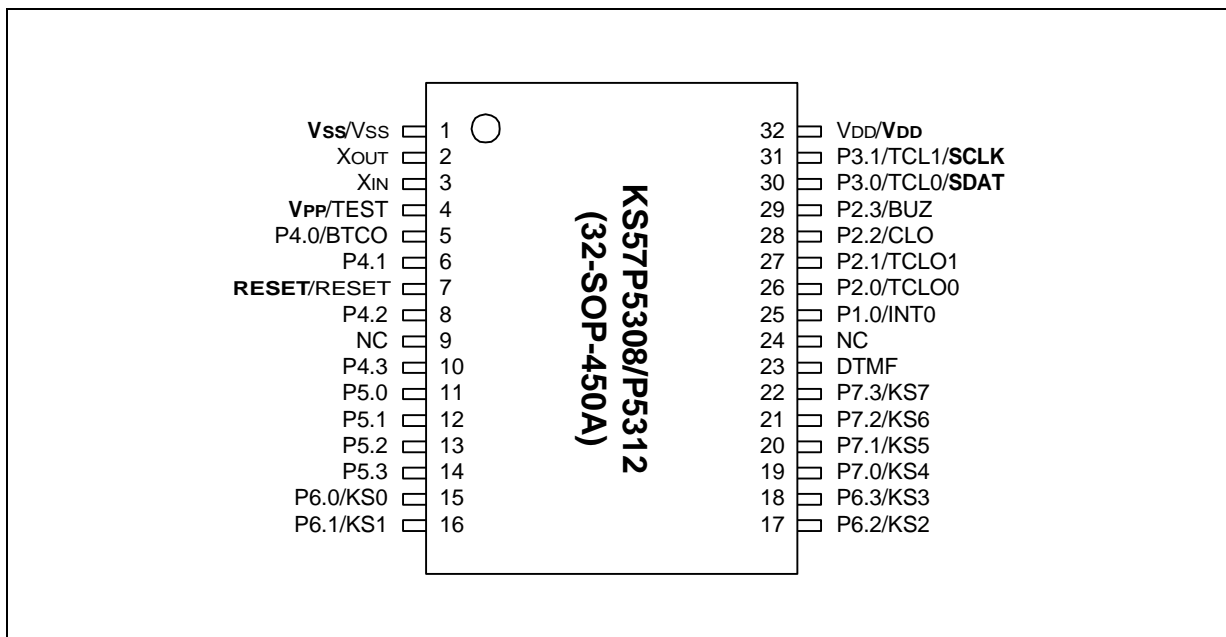 Vss/Vss 1
XOUT 2
XIN 3
VPP/TEST 4
P4.0/BTCO 5
P4.1 6
RESET/RESET 7
P4.2 8
NC 9
P4.3 10
P5.0 11
P5.1 12
P5.2 13
P5.3 14
P6.0/KS0 15
P6.1/KS1 16
KS57P5308/P5312
(32-SOP-450A)
32 VDD/VDD
31 P3.1/TCL1/SCLK
30 P3.0/TCL0/SDAT
29 P2.3/BUZ
28 P2.2/CLO
27 P2.1/TCLO1
26 P2.0/TCLO0
25 P1.0/INT0
24 NC
23 DTMF
22 P7.3/KS7
21 P7.2/KS6
20 P7.1/KS5
19 P7.0/KS4
18 P6.3/KS3
17 P6.2/KS2